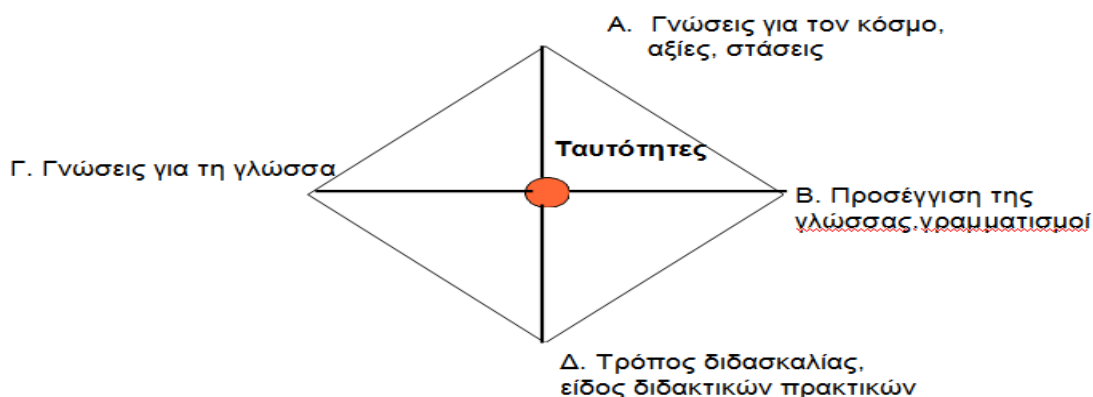 Α. Γνώσεις για τον κόσμο,
αξίες, στάσεις
Ταυτότητες
Γ. Γνώσεις για τη γλώσσα
Β. Προσέγγιση της
γλώσσας,γραμματισμοί
Δ. Τρόπος διδασκαλίας,
είδος διδακτικών πρακτικών